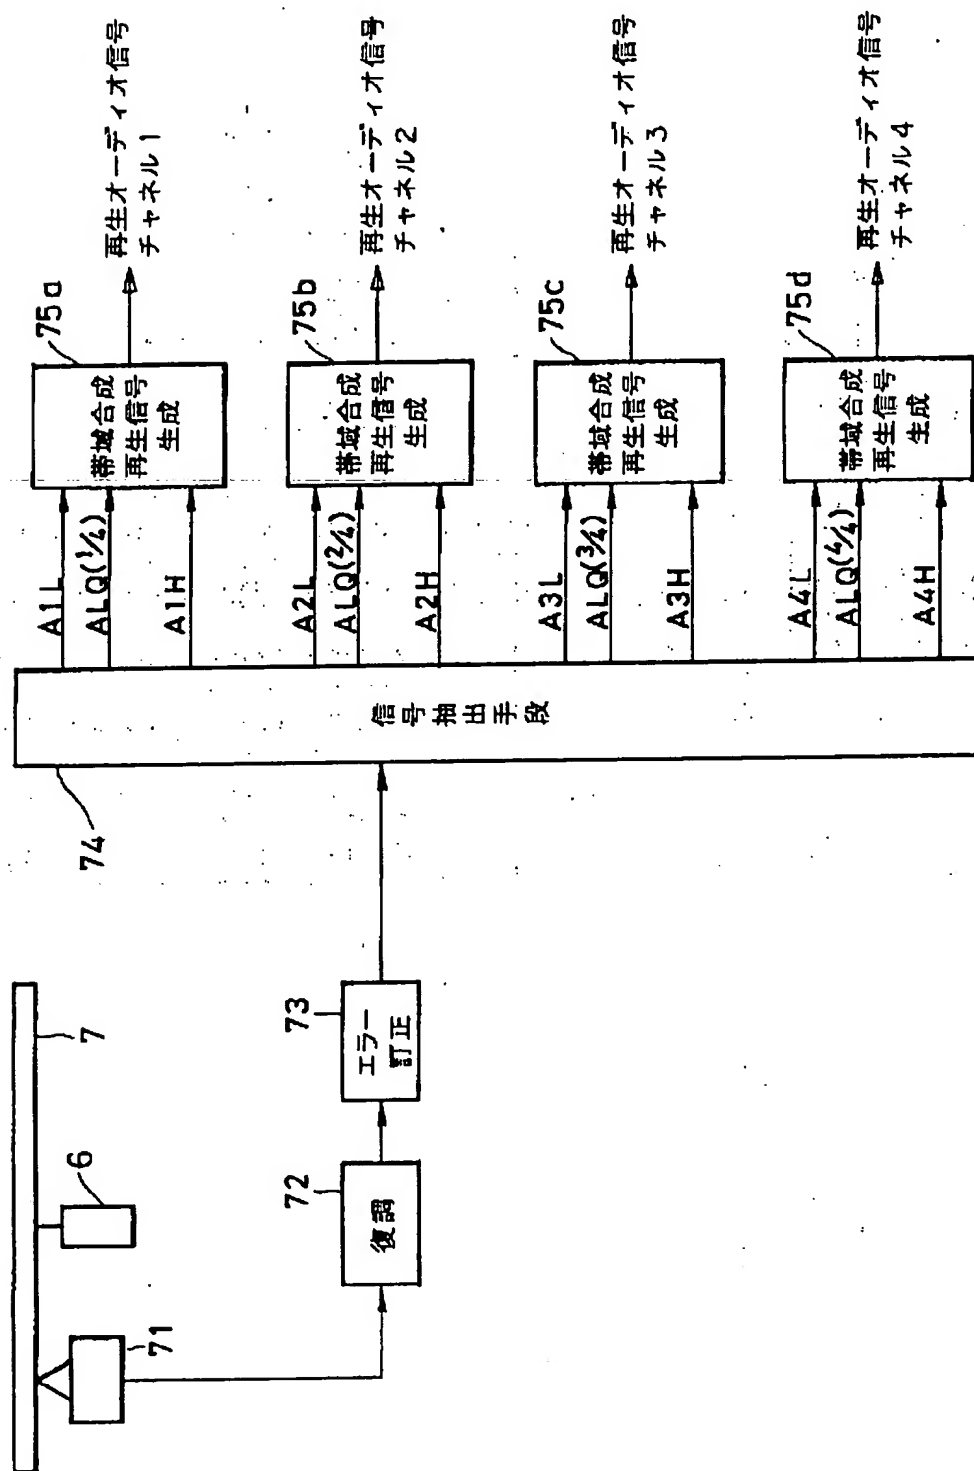 7
6
71
72
復調
73
エラー
訂正
74
信号抽出手段
A1L
ALQ(1/4)
A1H
A2L
ALQ(2/4)
A2H
A3L
ALQ(3/4)
A3H
A4L
ALQ(4/4)
A4H
75a
帯域合成
再生信号
生成
再生オーディオ信号
チャネル1
75b
帯域合成
再生信号
生成
再生オーディオ信号
チャネル2
75c
帯域合成
再生信号
生成
再生オーディオ信号
チャネル3
75d
帯域合成
再生信号
生成
再生オーディオ信号
チャネル4